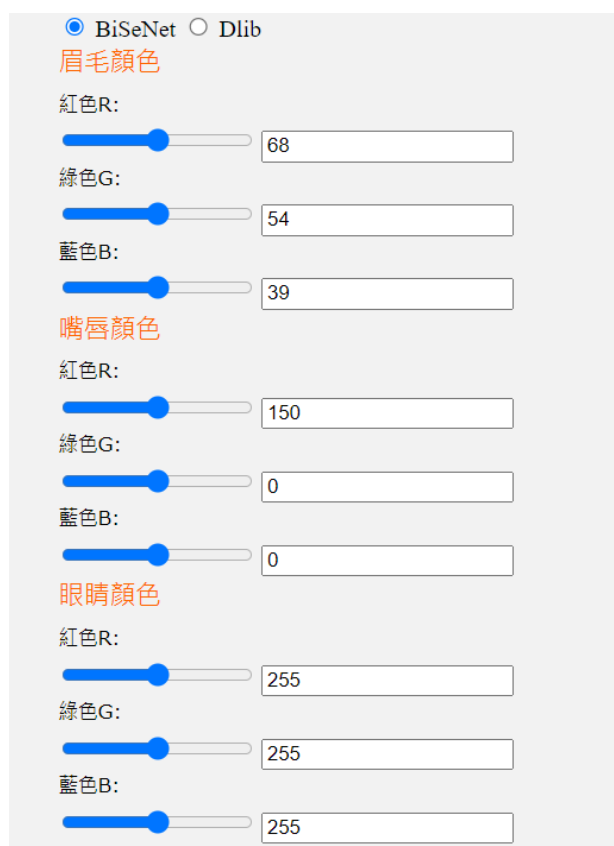 BiSeNet Dlib
眉毛顏色
紅色R:
68
綠色G:
54
藍色B:
39
嘴唇顏色
紅色R:
150
綠色G:
0
藍色B:
0
眼睛顏色
紅色R:
255
綠色G:
255
藍色B:
255